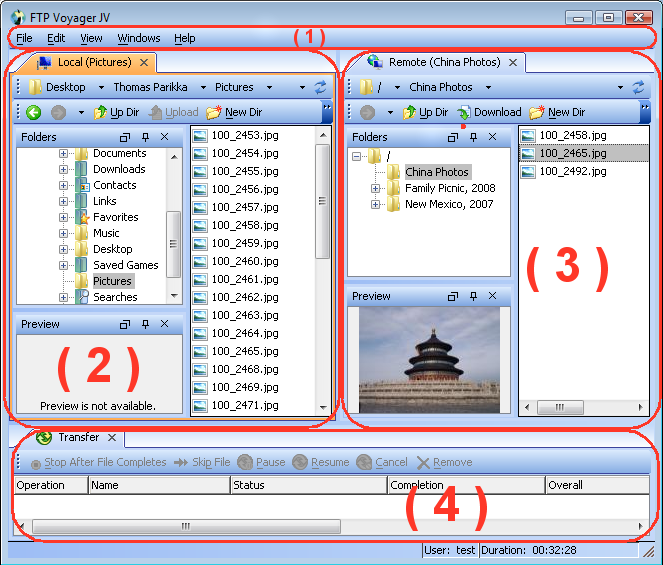 FTP Voyager JV
File Edit View Windows Help
( 1 )
Local (Pictures)
Desktop Thomas Parikka Pictures
Up Dir Upload New Dir
Folders
Documents
Downloads
Contacts
Links
Favorites
Music
Desktop
Saved Games
Pictures
Searches
Preview
Preview is not available.
( 2 )
100_2453.jpg
100_2454.jpg
100_2455.jpg
100_2456.jpg
100_2457.jpg
100_2458.jpg
100_2459.jpg
100_2460.jpg
100_2461.jpg
100_2462.jpg
100_2463.jpg
100_2464.jpg
100_2465.jpg
100_2468.jpg
100_2469.jpg
100_2471.jpg
Remote (China Photos)
/ China Photos
Up Dir Download New Dir
Folders
/
China Photos
Family Picnic, 2008
New Mexico, 2007
Preview
100_2458.jpg
100_2465.jpg
100_2492.jpg
( 3 )
Transfer
Stop After File Completes Skip File Pause Resume Cancel Remove
Operation Name Status Completion Overall
( 4 )
User: test Duration: 00:32:28